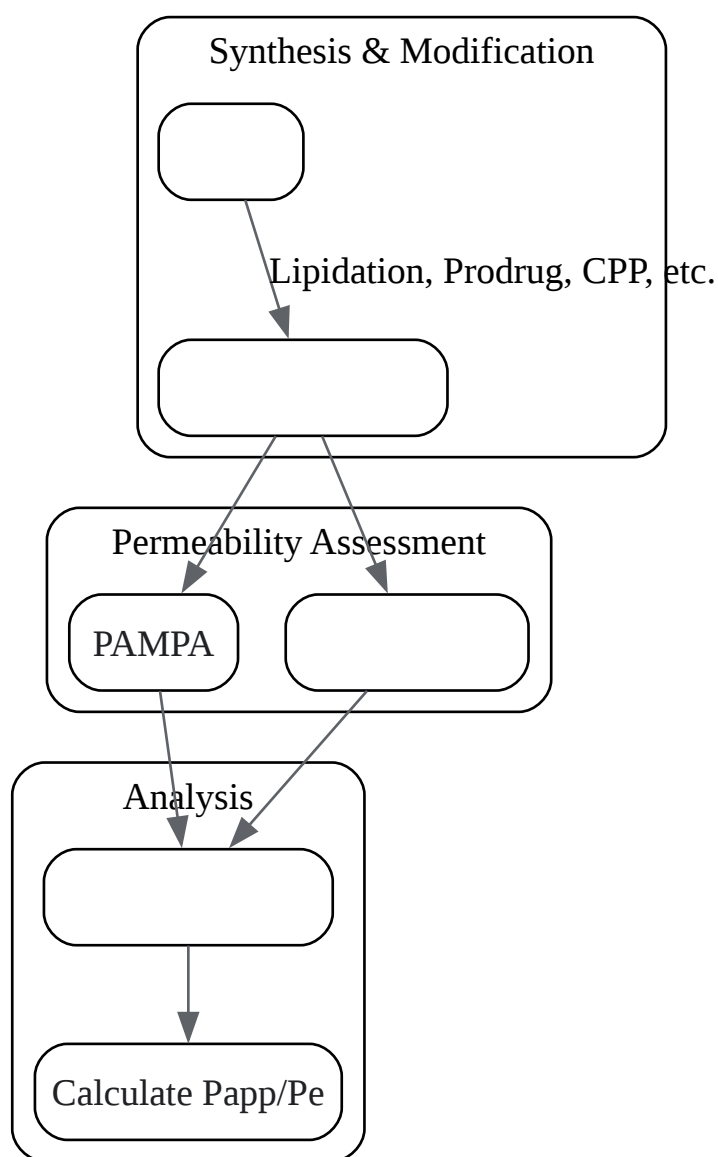 Synthesis & Modification
Lipidation, Prodrug, CPP, etc.
Permeability Assessment
PAMPA
Analysis
Calculate Papp/Pe